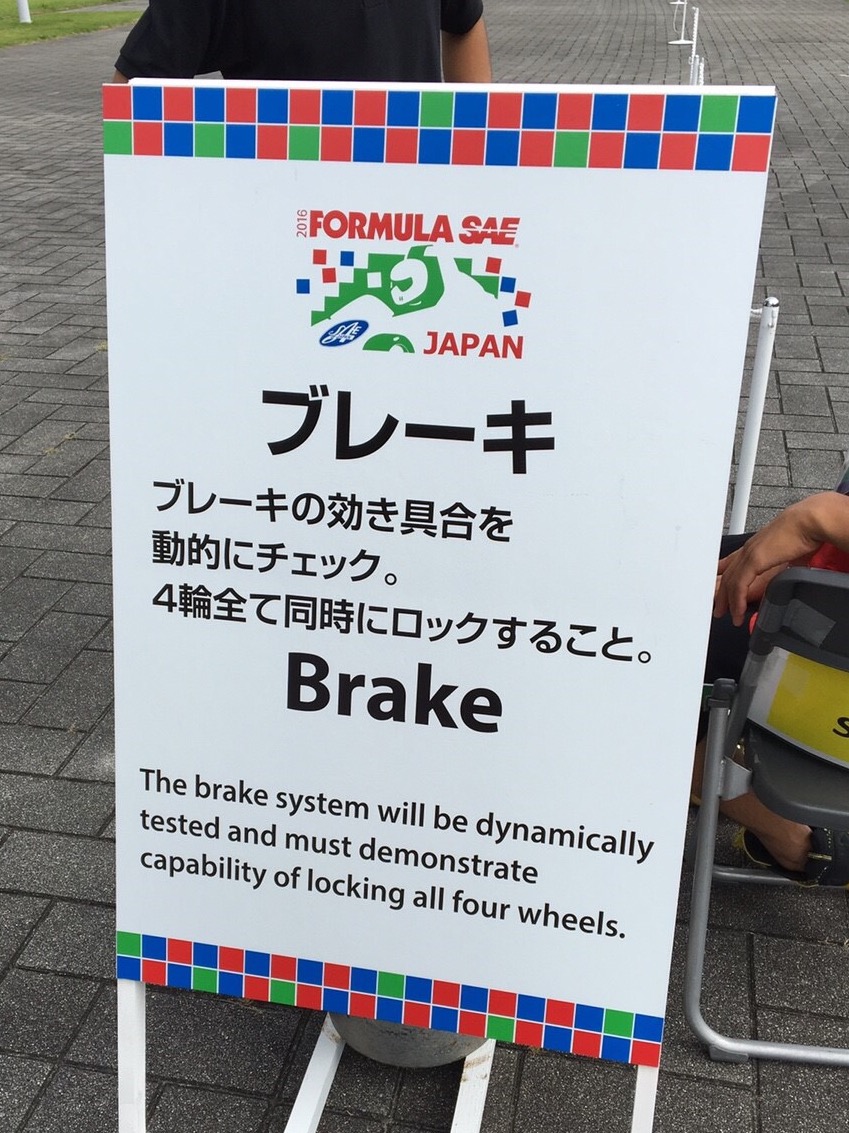 2016 FORMULA SAE
JAPAN
ブレーキ
ブレーキの効き具合を
動的にチェック。
4輪全て同時にロックすること。
Brake
The brake system will be dynamically
tested and must demonstrate
capability of locking all four wheels.